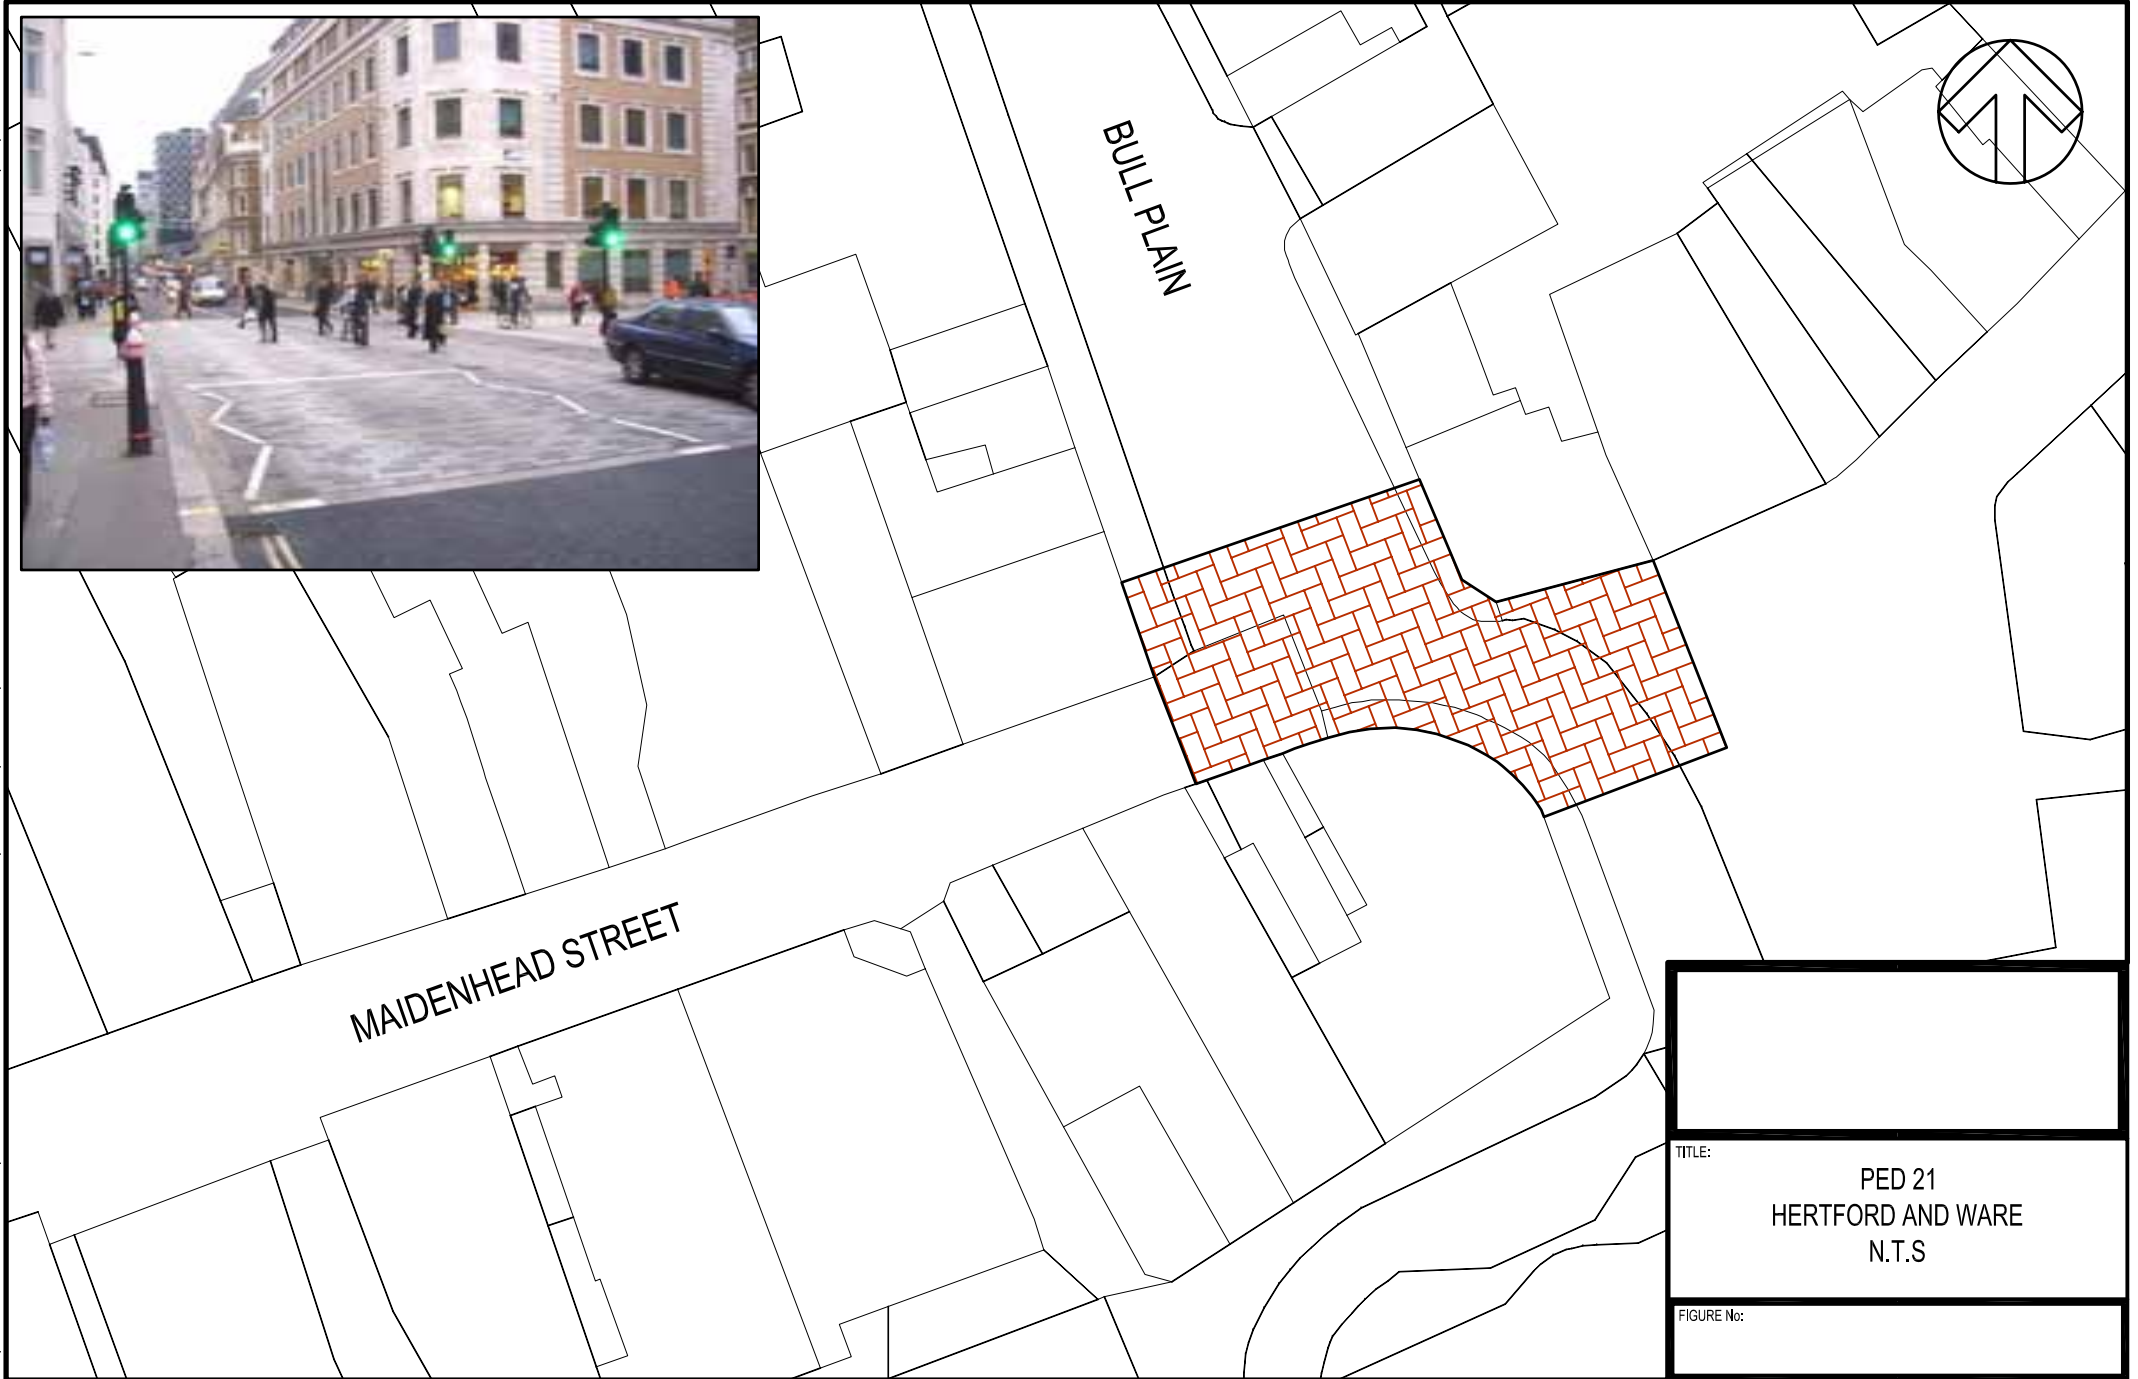 BULL PLAIN
MAIDENHEAD STREET
TITLE:
PED 21
HERTFORD AND WARE
N.T.S
FIGURE No: